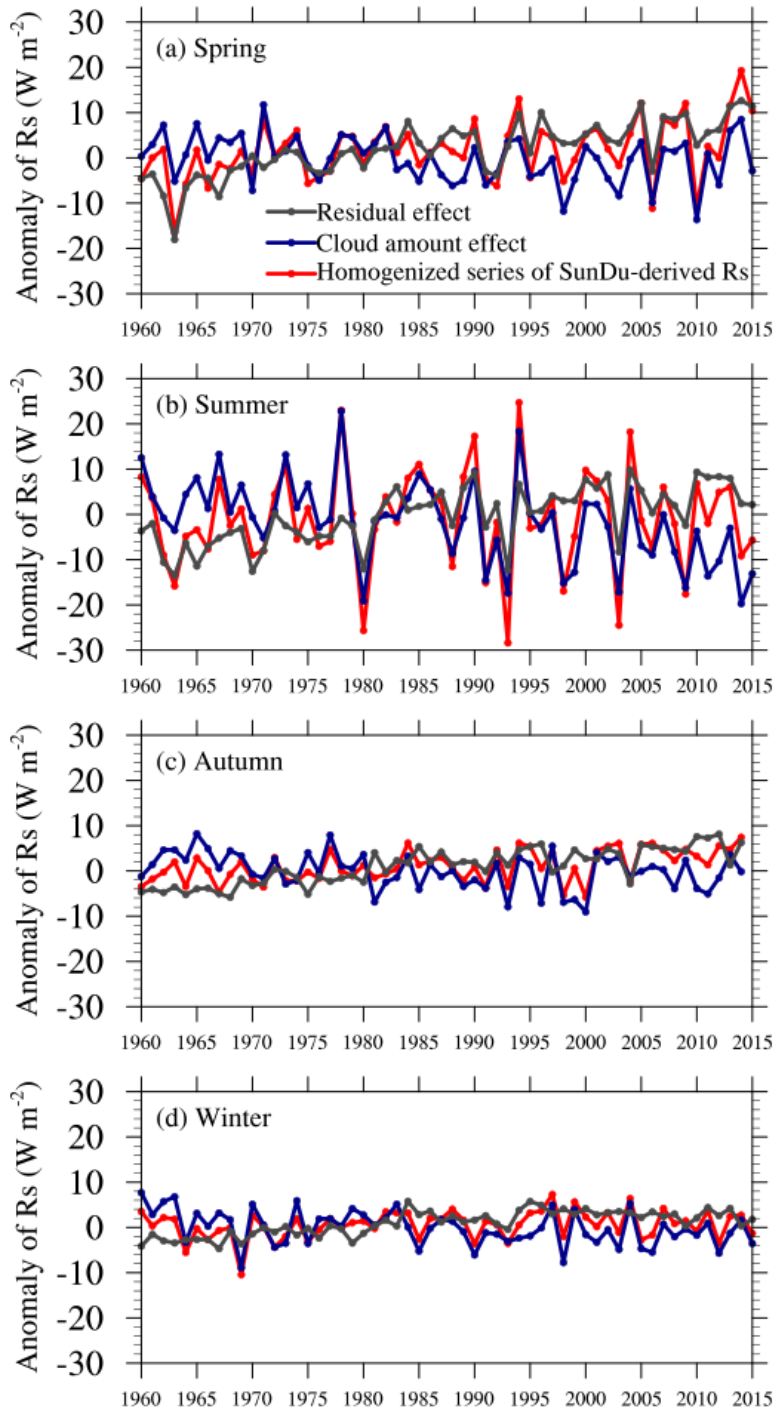 Anomaly of Rs (W m-2)
30
20
10
0
-10
-20
-30
(a) Spring
Residual effect
Cloud amount effect
Homogenized series of SunDu-derived Rs
1960 1965 1970 1975 1980 1985 1990 1995 2000 2005 2010 2015
Anomaly of Rs (W m-2)
30
20
10
0
-10
-20
-30
(b) Summer
1960 1965 1970 1975 1980 1985 1990 1995 2000 2005 2010 2015
Anomaly of Rs (W m-2)
30
20
10
0
-10
-20
-30
(c) Autumn
1960 1965 1970 1975 1980 1985 1990 1995 2000 2005 2010 2015
Anomaly of Rs (W m-2)
30
20
10
0
-10
-20
-30
(d) Winter
1960 1965 1970 1975 1980 1985 1990 1995 2000 2005 2010 2015